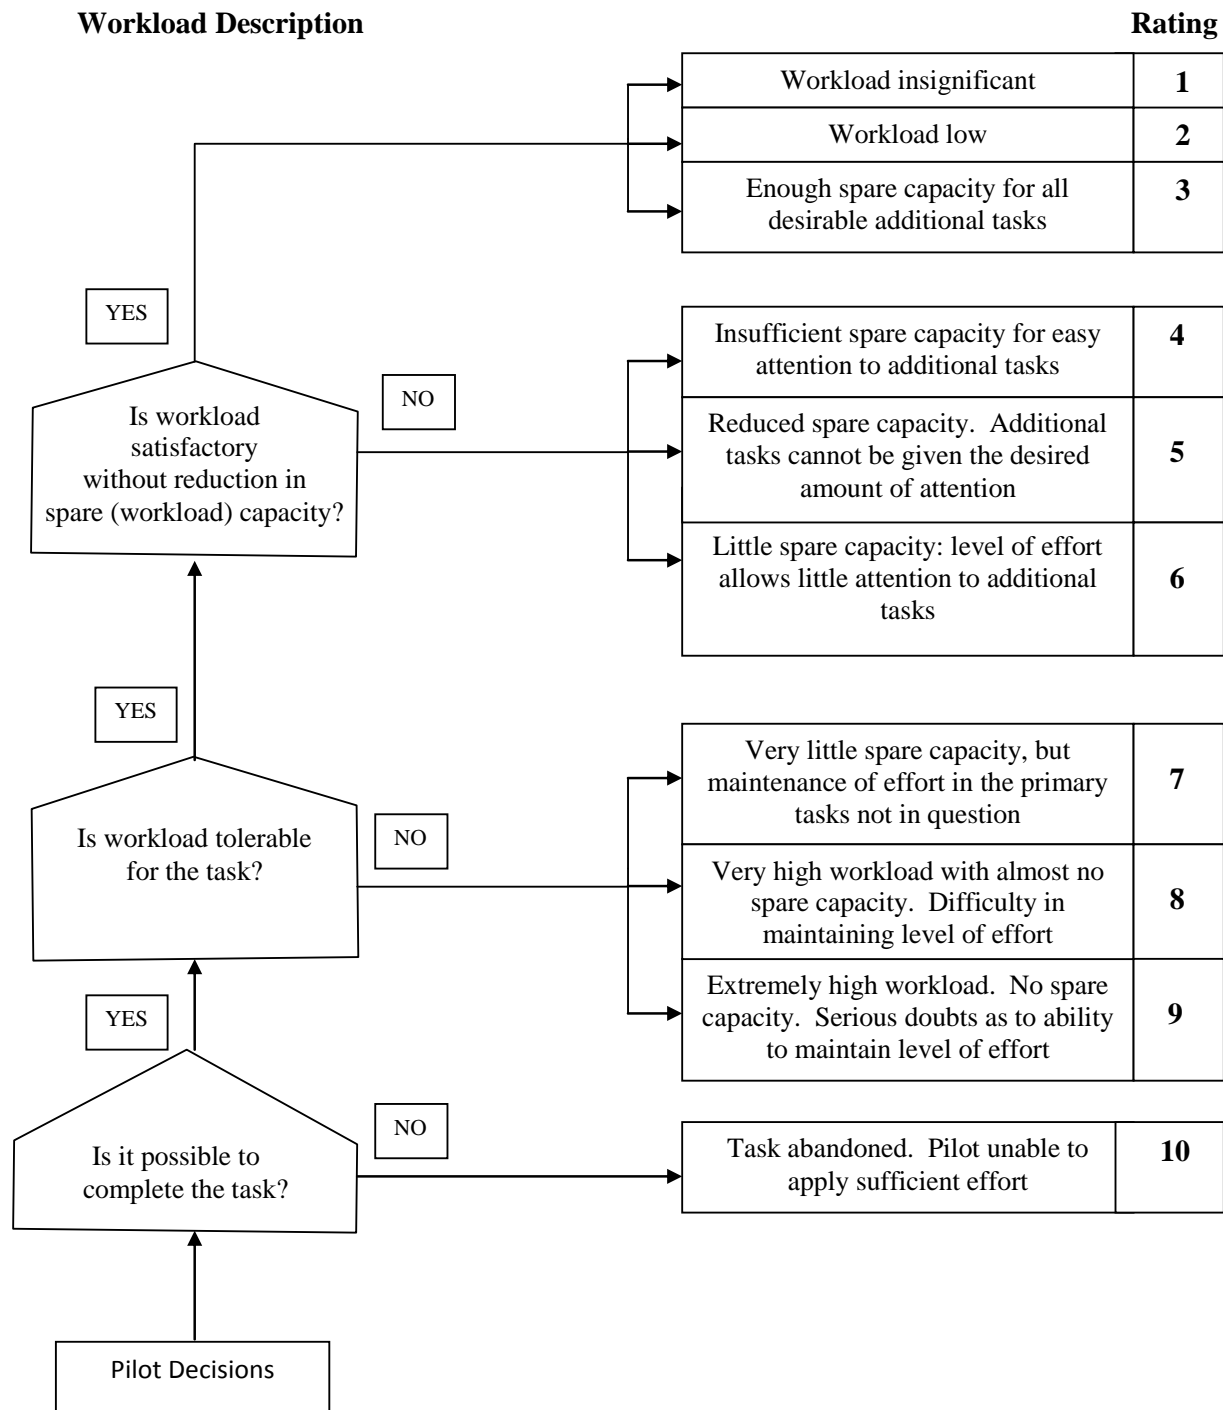 Workload Description
Rating
Workload insignificant
1
Workload low
2
Enough spare capacity for all
desirable additional tasks
3
YES
Insufficient spare capacity for easy
attention to additional tasks
4
NO
Is workload
satisfactory
without reduction in
spare (workload) capacity?
Reduced spare capacity.  Additional
tasks cannot be given the desired
amount of attention
5
Little spare capacity: level of effort
allows little attention to additional
tasks
6
YES
Very little spare capacity, but
maintenance of effort in the primary
tasks not in question
7
NO
Is workload tolerable
for the task?
Very high workload with almost no
spare capacity.  Difficulty in
maintaining level of effort
8
Extremely high workload.  No spare
capacity.  Serious doubts as to ability
to maintain level of effort
9
YES
NO
Is it possible to
complete the task?
Task abandoned.  Pilot unable to
apply sufficient effort
10
Pilot Decisions